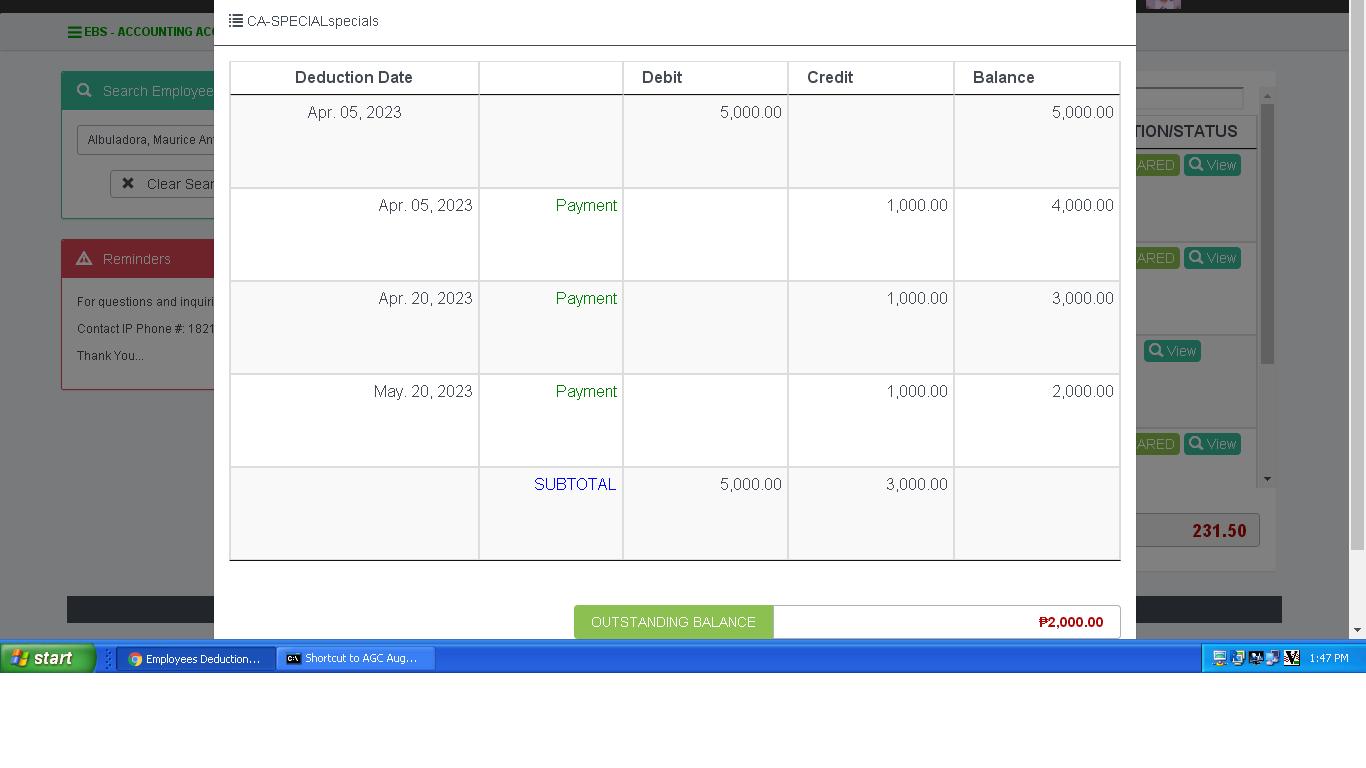 CA-SPECIALspecials
EBS - ACCOUNTING
Search Employee
Albuladora, Maurice
Clear
Reminders
For questions and
Contact IP Phone #: 1821
Thank You...
Deduction Date Debit Credit Balance
Apr. 05, 2023 5,000.00 5,000.00
Apr. 05, 2023 Payment 1,000.00 4,000.00
Apr. 20, 2023 Payment 1,000.00 3,000.00
May. 20, 2023 Payment 1,000.00 2,000.00
SUBTOTAL 5,000.00 3,000.00
OUTSTANDING BALANCE ₱2,000.00
TION/STATUS
ARED View
ARED View
View
ARED View
231.50
start Employees Deduction... Shortcut to AGC Aug... 1:47 PM